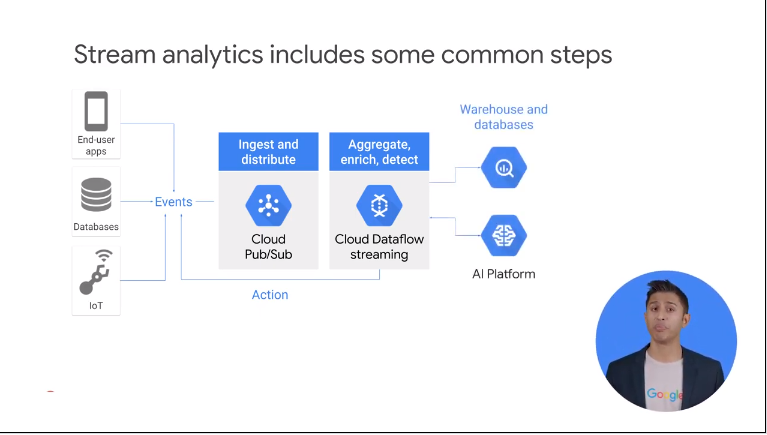 Stream analytics includes some common steps
End-user
apps
Databases
IoT
Events
Ingest and
distribute
Cloud
Pub/Sub
Aggregate,
enrich, detect
Cloud Dataflow
streaming
Action
Warehouse and
databases
AI Platform
Google